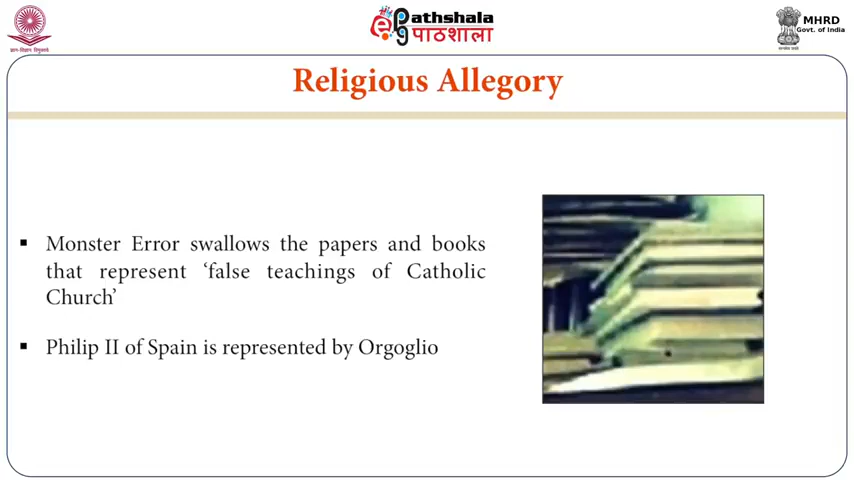 ePathshala
पाठशाला
MHRD
Govt. of India
Religious Allegory
▪ Monster Error swallows the papers and books
that represent ‘false teachings of Catholic
Church’
▪ Philip II of Spain is represented by Orgoglio